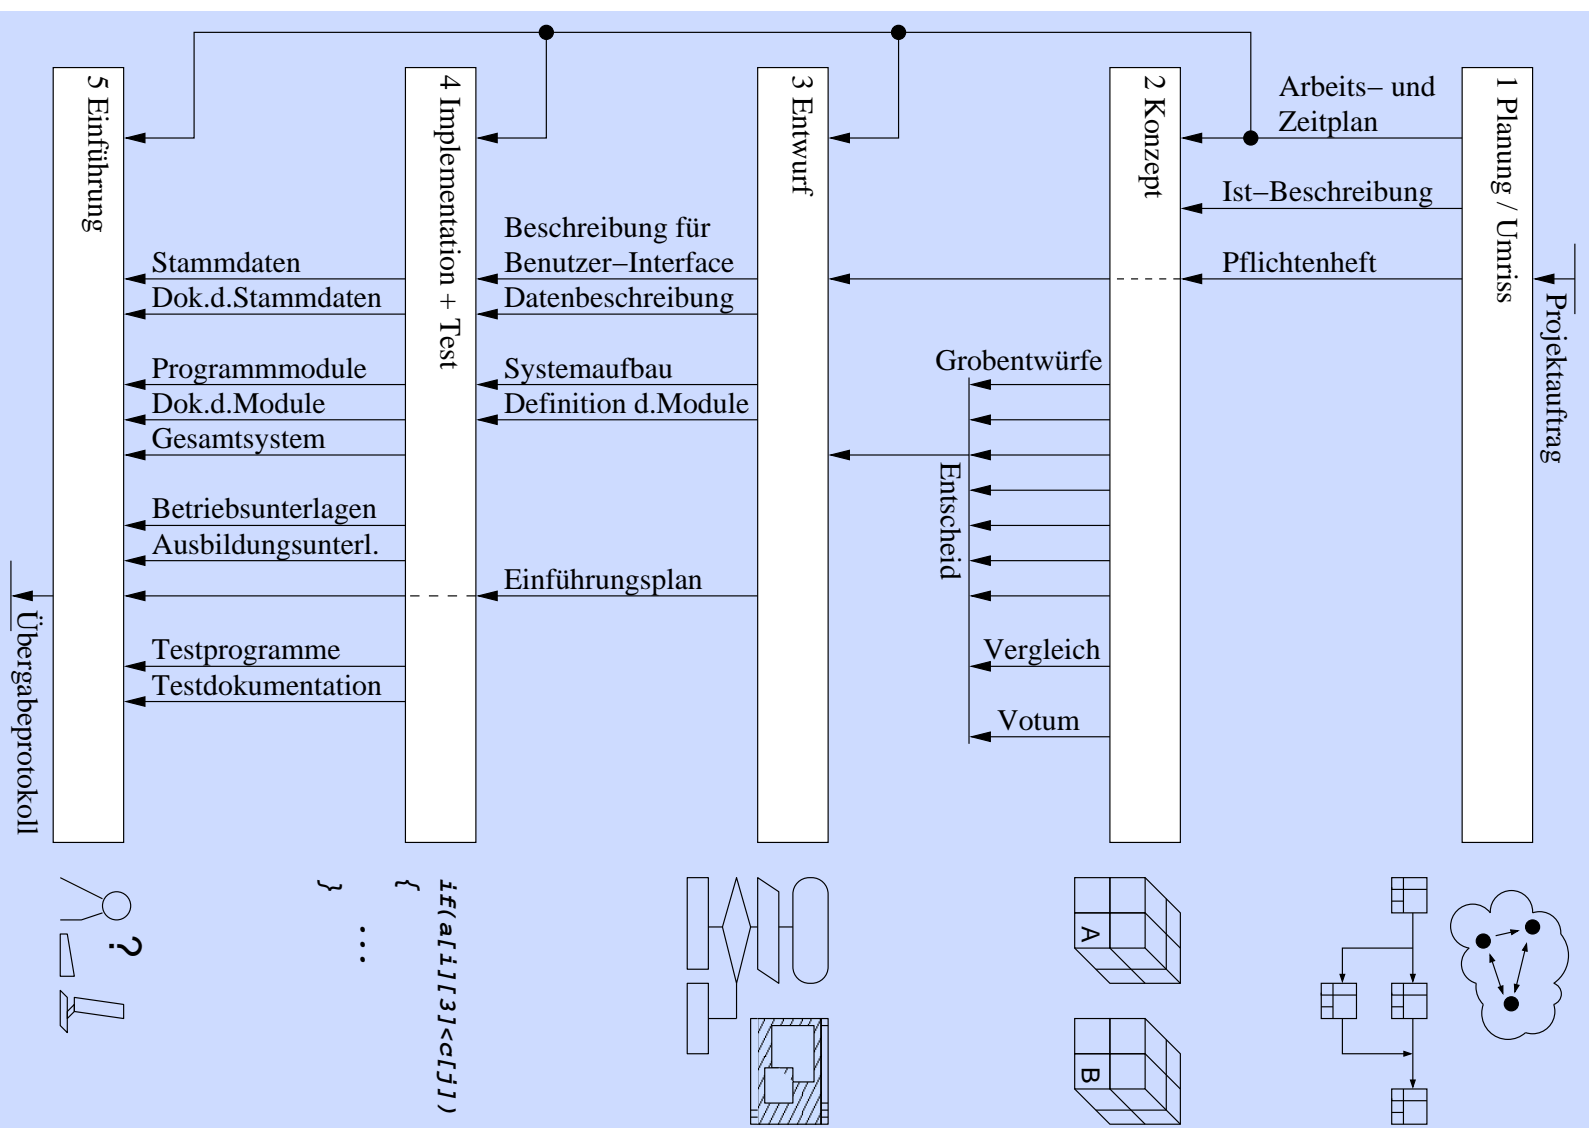 Projektauftrag
1 Planung / Umriss
Arbeits– und
Zeitplan
Ist–Beschreibung
Pflichtenheft
2 Konzept
Grobentwürfe
Entscheid
Vergleich
Votum
3 Entwurf
Beschreibung für
Benutzer–Interface
Datenbeschreibung
Systemaufbau
Definition d.Module
Einführungsplan
4 Implementation + Test
Stammdaten
Dok.d.Stammdaten
Programmmodule
Dok.d.Module
Gesamtsystem
Betriebsunterlagen
Ausbildungsunterl.
Testprogramme
Testdokumentation
5 Einführung
Übergabeprotokoll
A
B
if(a[i][3]<c[j])
{
...
}
?